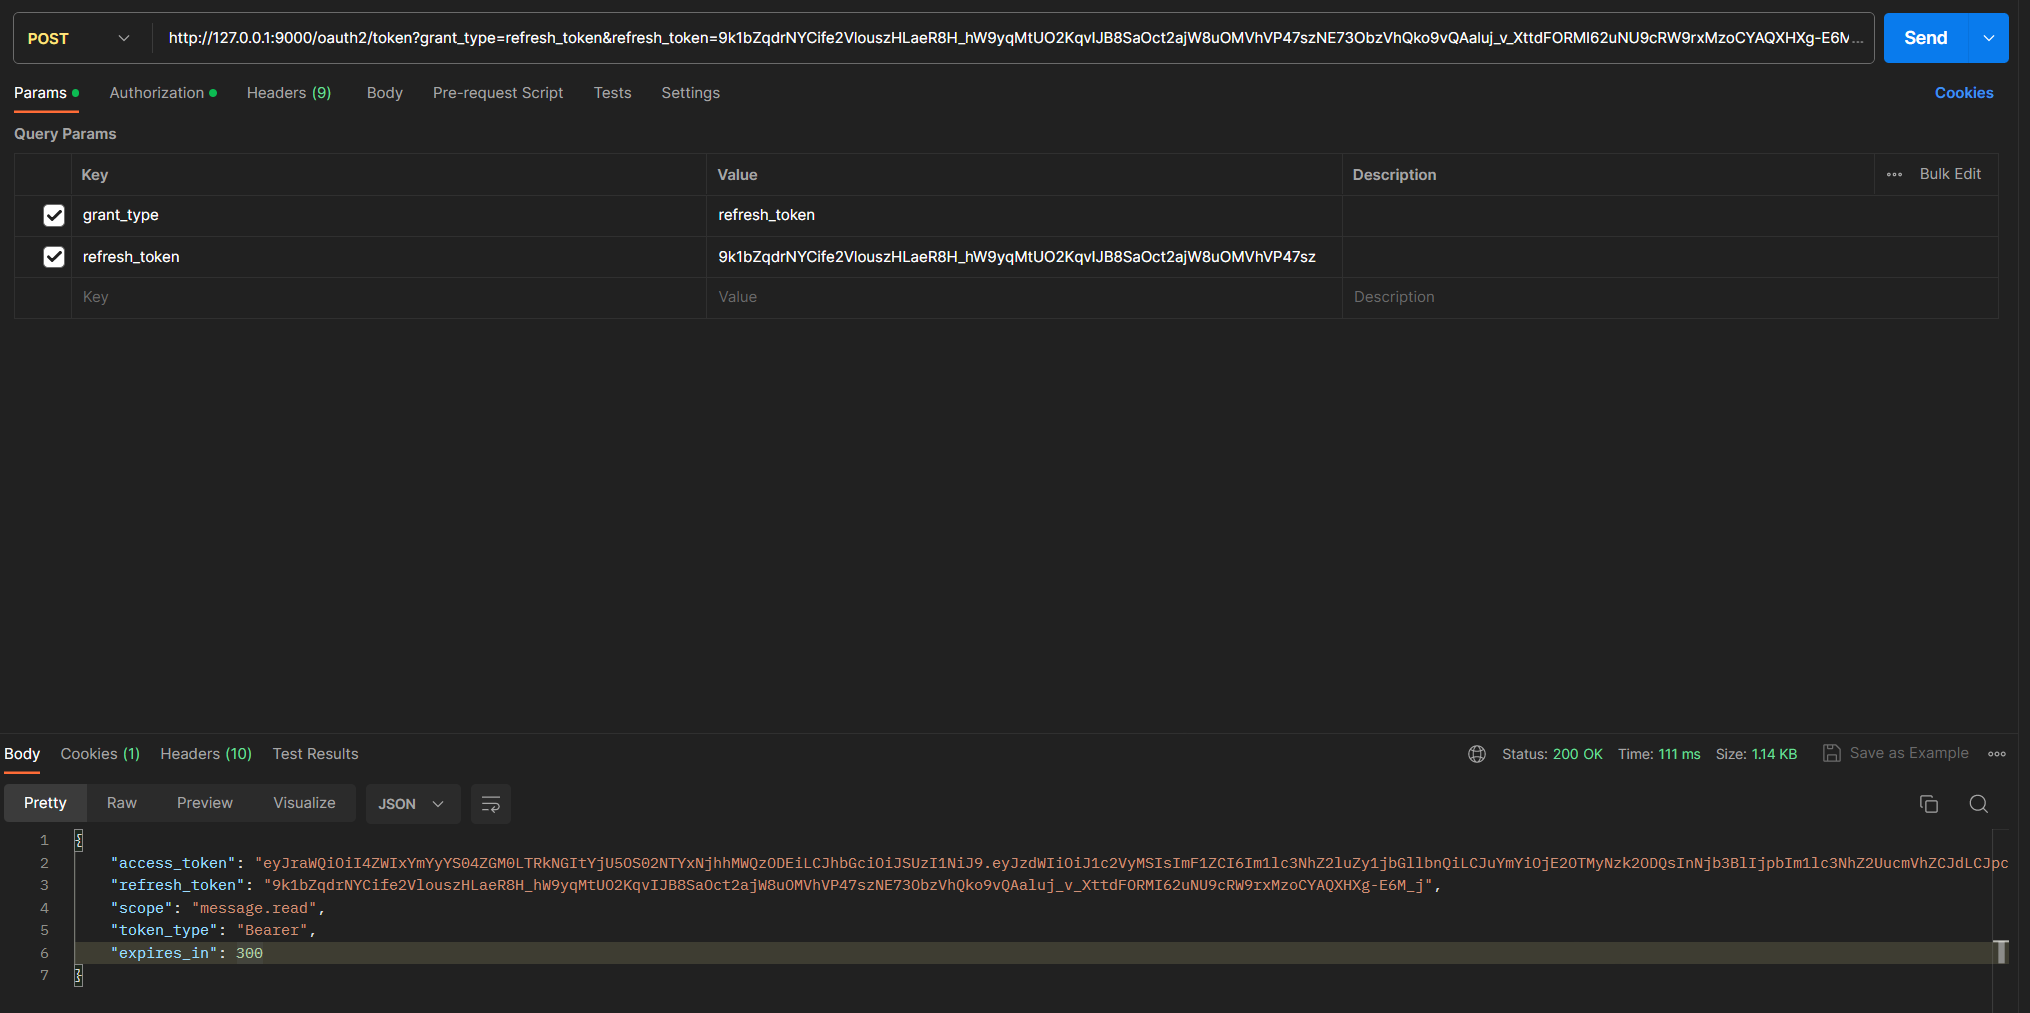 POST http://127.0.0.1:9000/oauth2/token?grant_type=refresh_token&refresh_token=9k1bZqdrNYCife2VlouszHLaeR8H_hW9yqMtUO2KqvIJB8SaOct2ajW8uOMVhVP47szNE73ObzVhQko9vQAaluj_v_XttdFORMI62uNU9cRW9rxMzoCYAQXHXg-E6M... Send
Params Authorization Headers (9) Body Pre-request Script Tests Settings Cookies
Query Params
Key Value Description Bulk Edit
grant_type refresh_token
refresh_token 9k1bZqdrNYCife2VlouszHLaeR8H_hW9yqMtUO2KqvIJB8SaOct2ajW8uOMVhVP47sz
Key Value Description
Body Cookies (1) Headers (10) Test Results Status: 200 OK Time: 111 ms Size: 1.14 KB Save as Example
Pretty Raw Preview Visualize JSON
1 {
2 "access_token": "eyJraWQiOiI4ZWIxYmYyYS04ZGM0LTRkNGItYjU5OS02NTYxNjhhMWQzODEiLCJhbGciOiJSUzI1NiJ9.eyJzdWIiOiJ1c2VyMSIsImF1ZCI6Im1lc3NhZ2luZy1jbGllbnQiLCJuYmYiOjE2OTMyNzk2ODQsInNjb3BlIjpbIm1lc3NhZ2UucmVhZCJdLCJpc
3 "refresh_token": "9k1bZqdrNYCife2VlouszHLaeR8H_hW9yqMtUO2KqvIJB8SaOct2ajW8uOMVhVP47szNE73ObzVhQko9vQAaluj_v_XttdFORMI62uNU9cRW9rxMzoCYAQXHXg-E6M_j",
4 "scope": "message.read",
5 "token_type": "Bearer",
6 "expires_in": 300
7 }